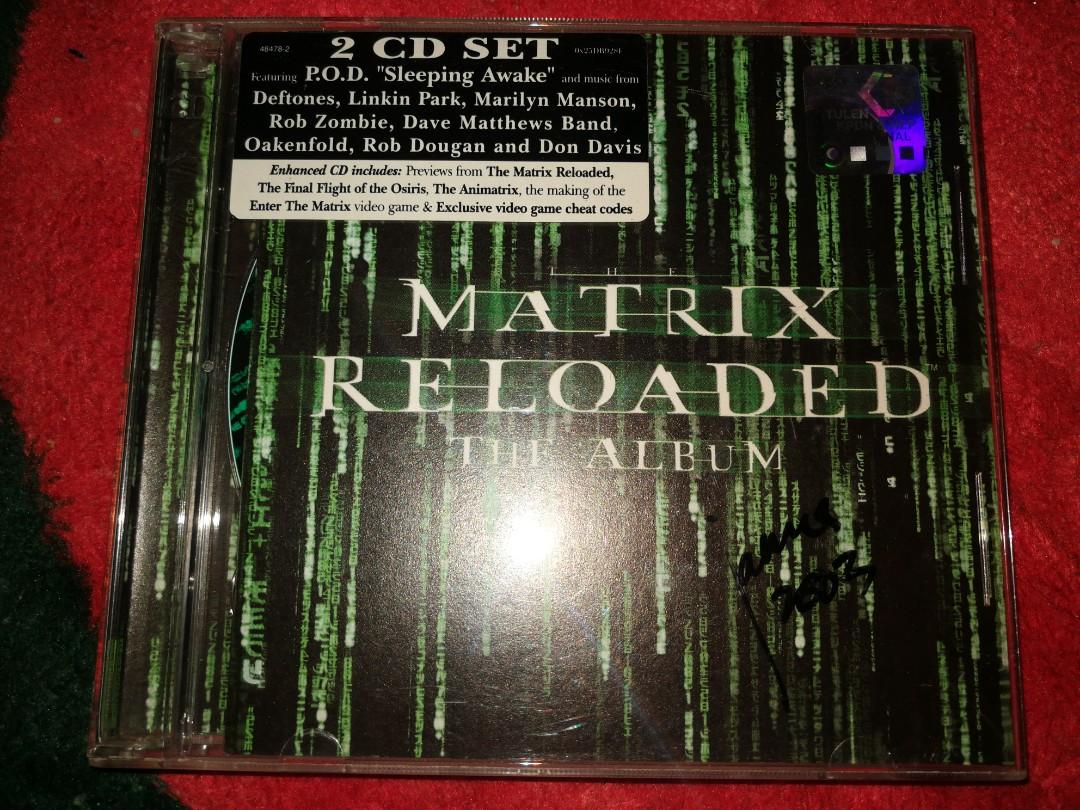 48478-2
2 CD SET
Featuring P.O.D. "Sleeping Awake" and music from
Deftones, Linkin Park, Marilyn Manson,
Rob Zombie, Dave Matthews Band,
Oakenfold, Rob Dougan and Don Davis
Enhanced CD includes: Previews from The Matrix Reloaded,
The Final Flight of the Osiris, The Animatrix, the making of the
Enter The Matrix video game & Exclusive video game cheat codes
TULEN
THE
MATRIX
RELOADED™
THE ALBUM
2003